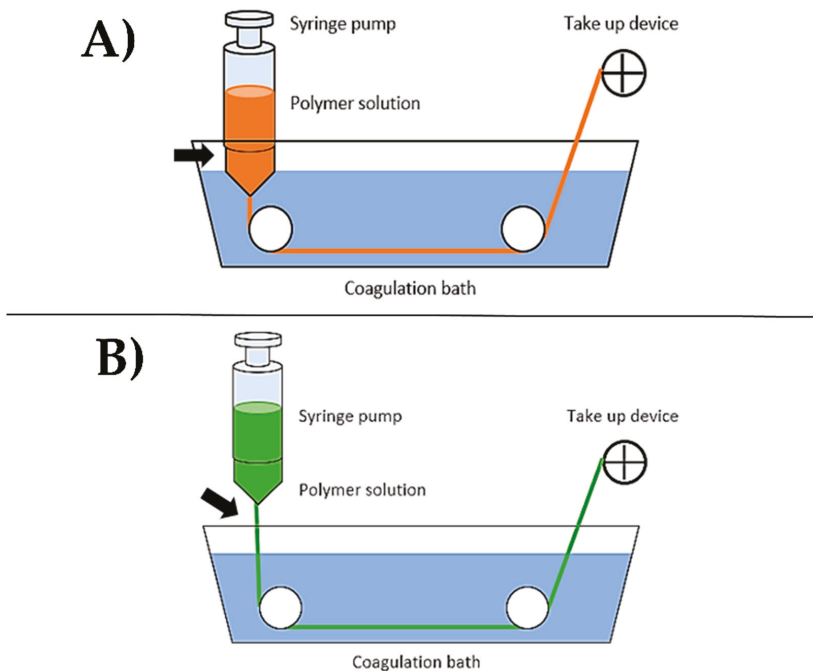 A)
Syringe pump
Take up device
Polymer solution
Coagulation bath
B)
Syringe pump
Take up device
Polymer solution
Coagulation bath